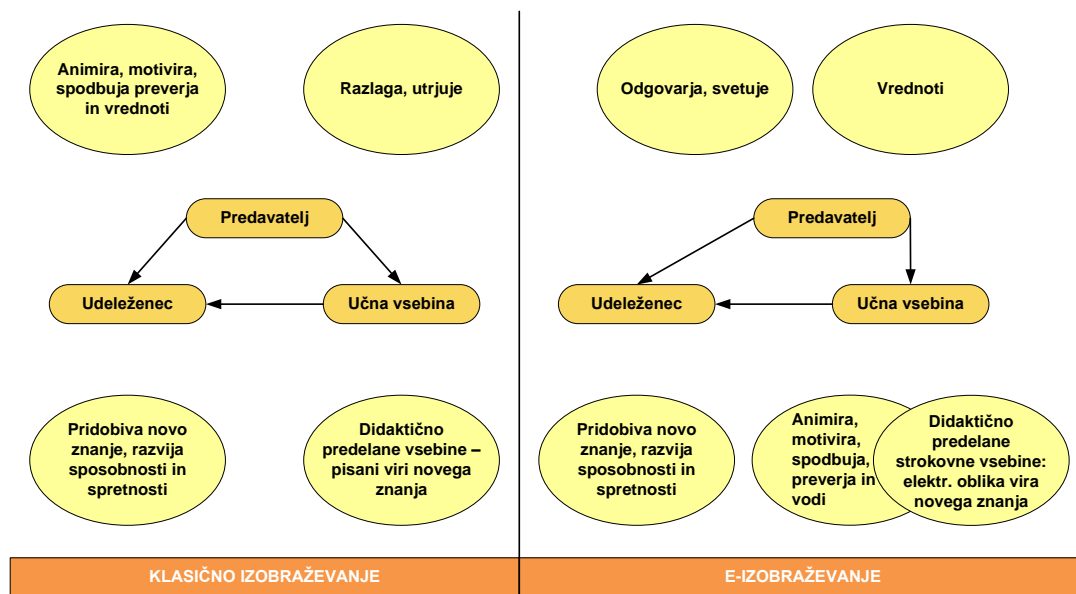 Animira, motivira,
spodbuja preverja
in vrednoti
Razlaga, utrjuje
Predavatelj
Udeleženec
Učna vsebina
Pridobiva novo
znanje, razvija
sposobnosti in
spretnosti
Didaktično
predelane vsebine –
pisani viri novega
znanja
KLASIČNO IZOBRAŽEVANJE
Odgovarja, svetuje
Vrednoti
Predavatelj
Udeleženec
Učna vsebina
Pridobiva novo
znanje, razvija
sposobnosti in
spretnosti
Animira,
motivira,
spodbuja,
preverja in
vodi
Didaktično
predelane
strokovne vsebine:
elektr. oblika vira
novega znanja
E-IZOBRAŽEVANJE